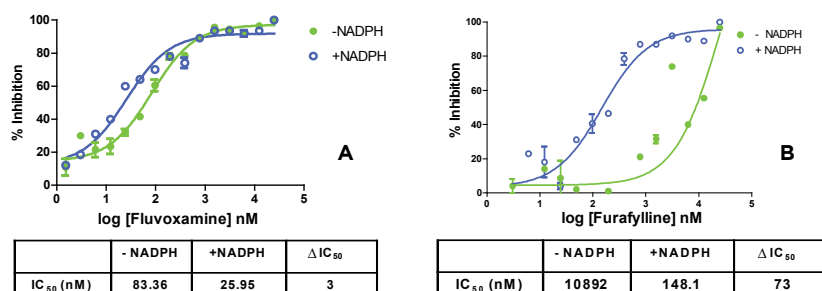 -NADPH
+NADPH
% Inhibition
100
80
60
40
20
0
0 1 2 3 4 5
log [Fluvoxamine] nM
A
- NADPH +NADPH Δ IC50
IC50 (nM) 83.36 25.95 3
- NADPH
+ NADPH
% Inhibition
100
80
60
40
20
0
0 1 2 3 4 5
log [Furafylline] nM
B
- NADPH +NADPH Δ IC50
IC50 (nM) 10892 148.1 73